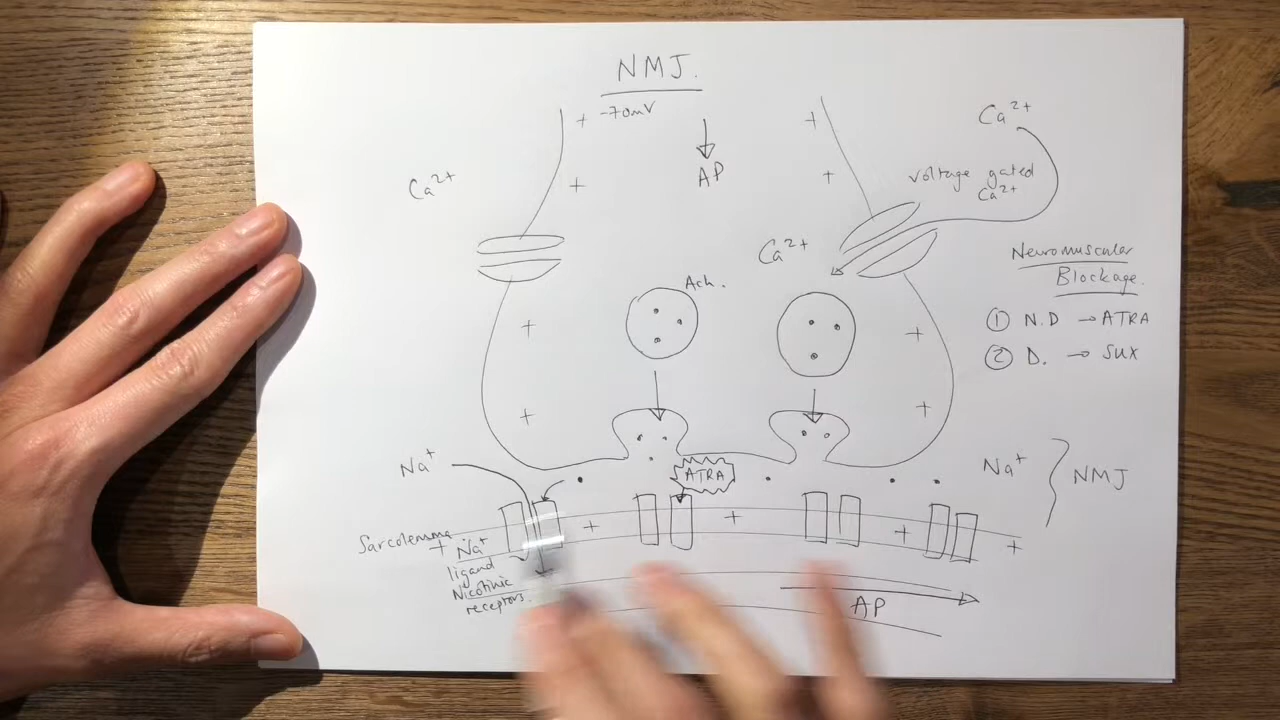 NMJ.
+ -70mV
+
Ca²⁺
AP
+
+
Ca²⁺
voltage gated
Ca²⁺
Ca²⁺
Ach.
Neuromuscular
Blockage.
① N.D → ATRA
② D. → SUX
+
+
+
+
Na⁺
ATRA
Na⁺
NMJ
Sarcolemma
+
+
+
+
+
Na⁺
ligand
Nicotinic
receptors.
AP